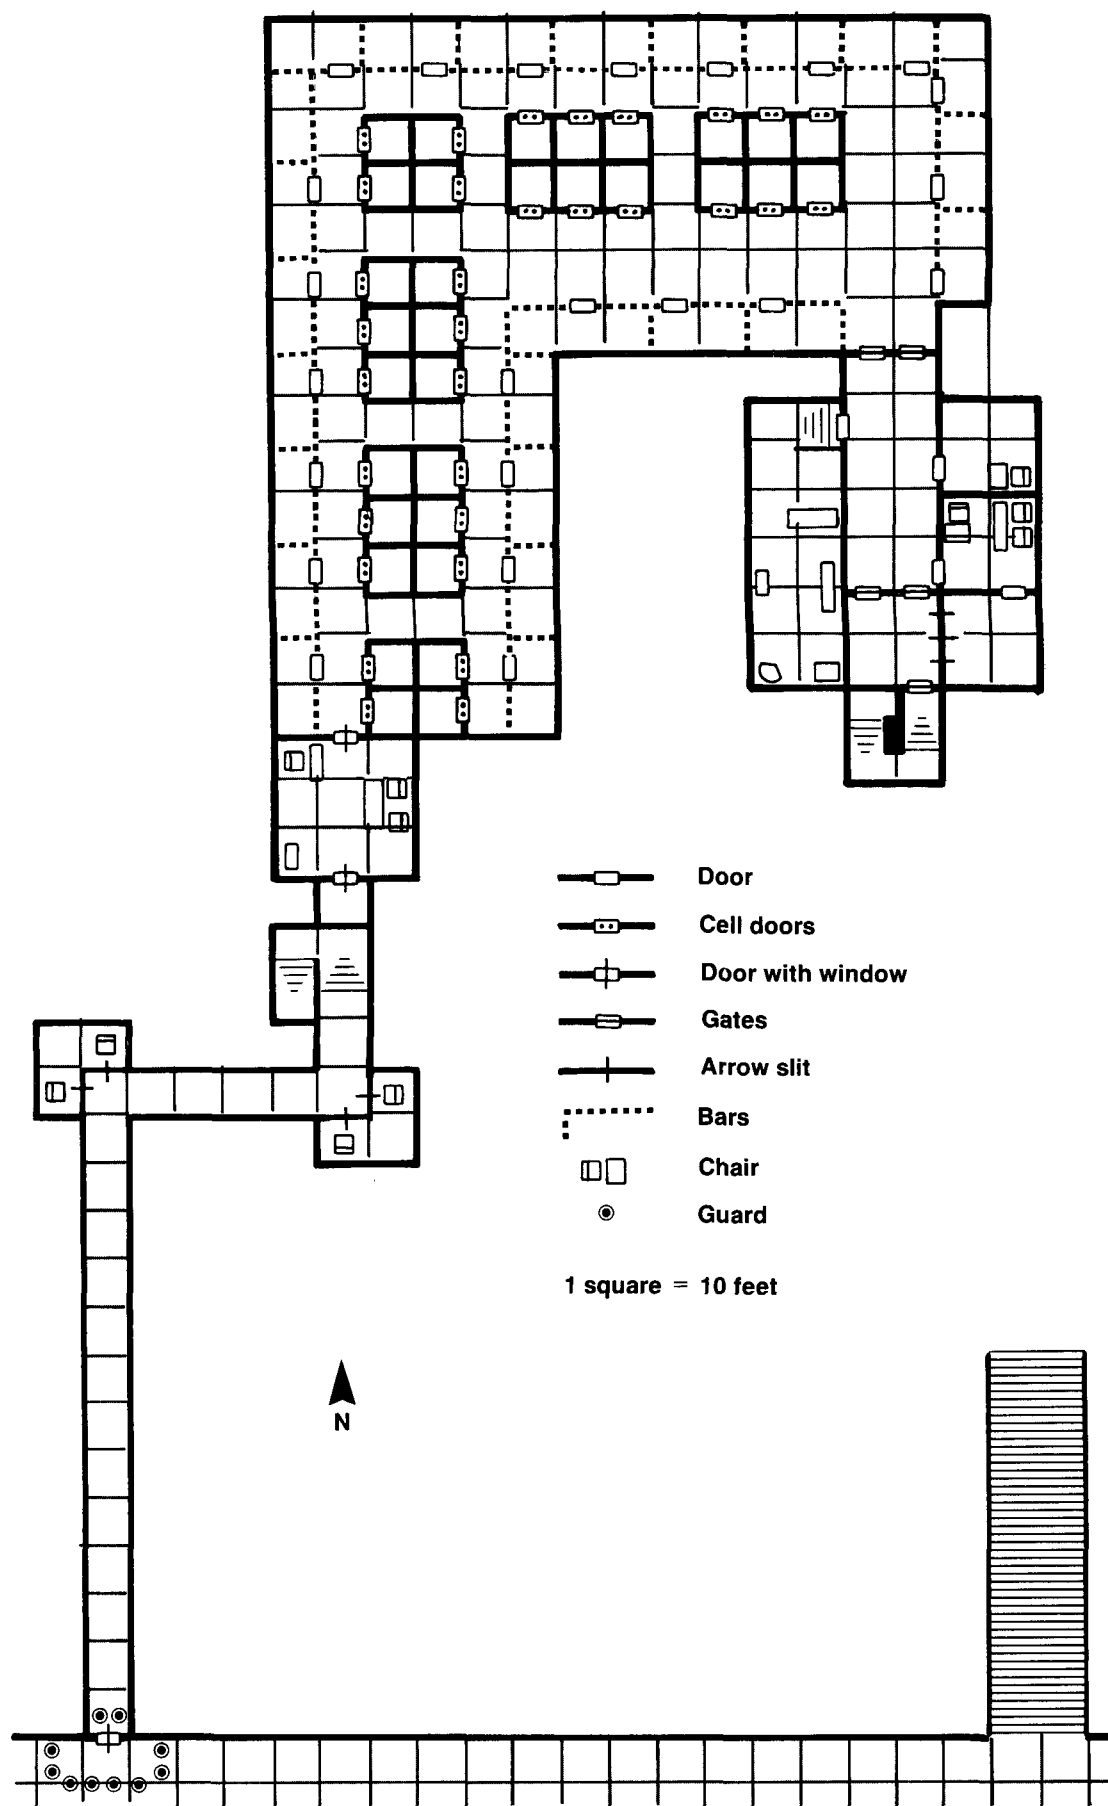 Door
Cell doors
Door with window
Gates
Arrow slit
Bars
Chair
Guard
1 square = 10 feet
N